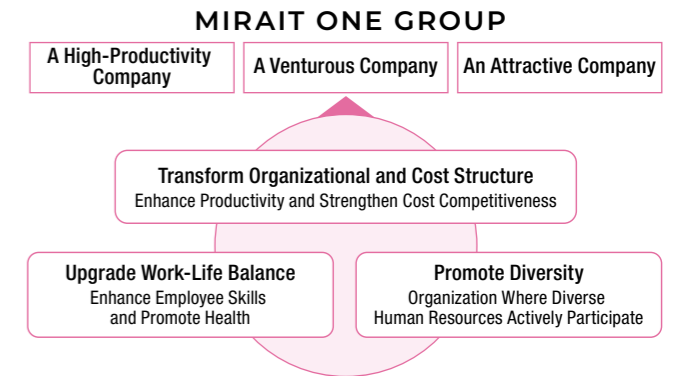 MIRAIT ONE GROUP
A High-Productivity
Company
A Venturous Company
An Attractive Company
Transform Organizational and Cost Structure
Enhance Productivity and Strengthen Cost Competitiveness
Upgrade Work-Life Balance
Enhance Employee Skills
and Promote Health
Promote Diversity
Organization Where Diverse
Human Resources Actively Participate